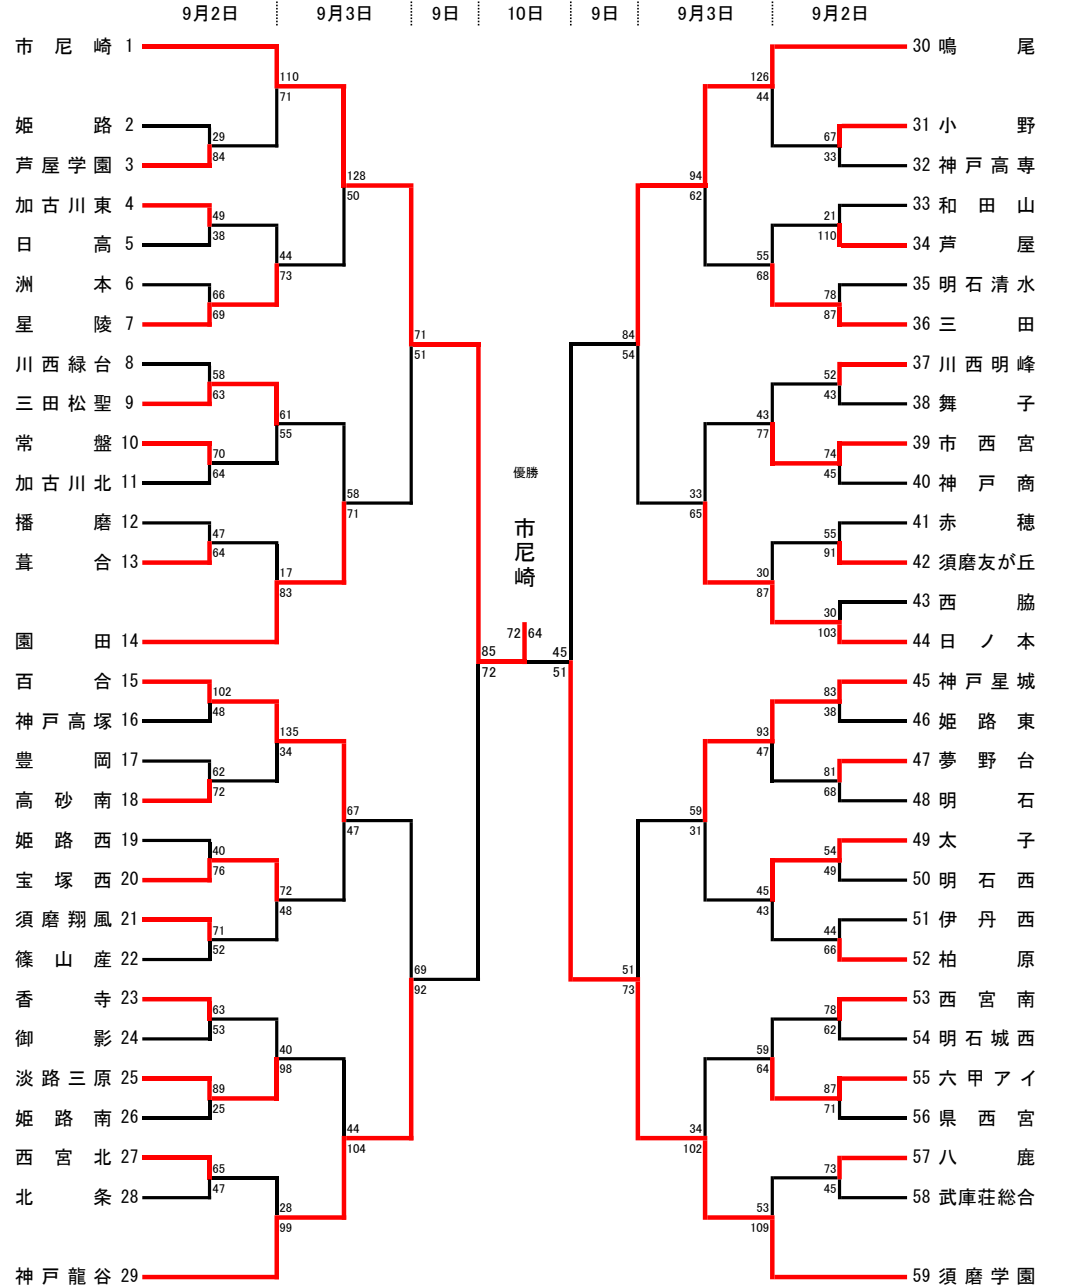 9月2日 9月3日 9日 10日 9日 9月3日 9月2日
市尼崎 1
110
71
姫路 2
29
84
芦屋学園 3
128
50
加古川東 4
49
38
日高 5
44
73
洲本 6
66
69
星陵 7
71
51
川西緑台 8
58
63
三田松聖 9
61
55
常盤 10
70
64
加古川北 11
58
71
播磨 12
47
64
葺合 13
17
83
園田 14
85
72
百合 15
102
48
神戸高塚 16
135
34
豊岡 17
62
72
高砂南 18
67
47
姫路西 19
40
76
宝塚西 20
72
48
須磨翔風 21
71
52
篠山産 22
69
92
香寺 23
63
53
御影 24
40
98
淡路三原 25
89
25
姫路南 26
44
104
西宮北 27
65
47
北条 28
28
99
神戸龍谷 29
優勝
市尼崎
72 64
30 鳴尾
126
44
31 小野
67
33
32 神戸高専
94
62
33 和田山
21
110
34 芦屋
55
68
35 明石清水
78
87
36 三田
84
54
37 川西明峰
52
43
38 舞子
43
77
39 市西宮
74
45
40 神戸商
33
65
41 赤穂
55
91
42 須磨友が丘
30
87
43 西脇
30
103
44 日ノ本
45
51
45 神戸星城
83
38
46 姫路東
93
47
47 夢野台
81
68
48 明石
59
31
49 太子
54
49
50 明石西
45
43
51 伊丹西
44
66
52 柏原
51
73
53 西宮南
78
62
54 明石城西
59
64
55 六甲アイ
87
71
56 県西宮
34
102
57 八鹿
73
45
58 武庫荘総合
53
109
59 須磨学園